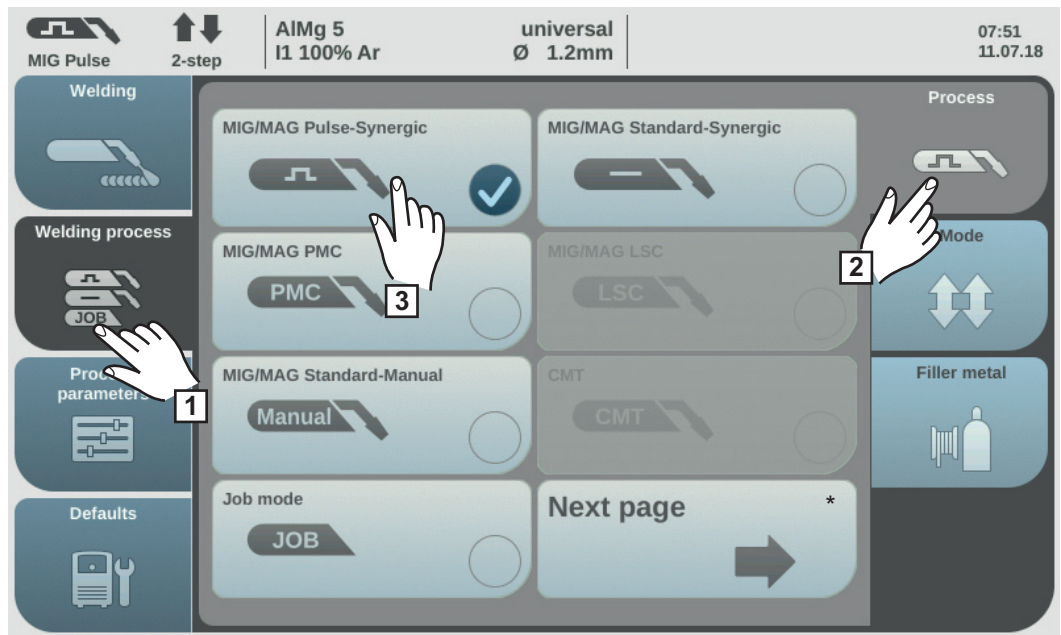 MIG Pulse
2-step
AlMg 5
I1 100% Ar
universal
Ø 1.2mm
07:51
11.07.18
Welding
Welding process
JOB
1
Process
parameters
Defaults
MIG/MAG Pulse-Synergic
MIG/MAG Standard-Synergic
MIG/MAG PMC
PMC
3
MIG/MAG LSC
LSC
MIG/MAG Standard-Manual
Manual
CMT
CMT
Job mode
JOB
Next page *
Process
2
Mode
Filler metal